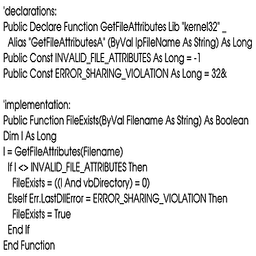 'declarations:
Public Declare Function GetFileAttributes Lib "kernel32" _
Alias "GetFileAttributesA" (ByVal lpFileName As String) As Long
Public Const INVALID_FILE_ATTRIBUTES As Long = -1
Public Const ERROR_SHARING_VIOLATION As Long = 32&
'implementation:
Public Function FileExists(ByVal Filename As String) As Boolean
Dim l As Long
l = GetFileAttributes(Filename)
If l <> INVALID_FILE_ATTRIBUTES Then
FileExists = ((l And vbDirectory) = 0)
ElseIf Err.LastDllError = ERROR_SHARING_VIOLATION Then
FileExists = True
End If
End Function